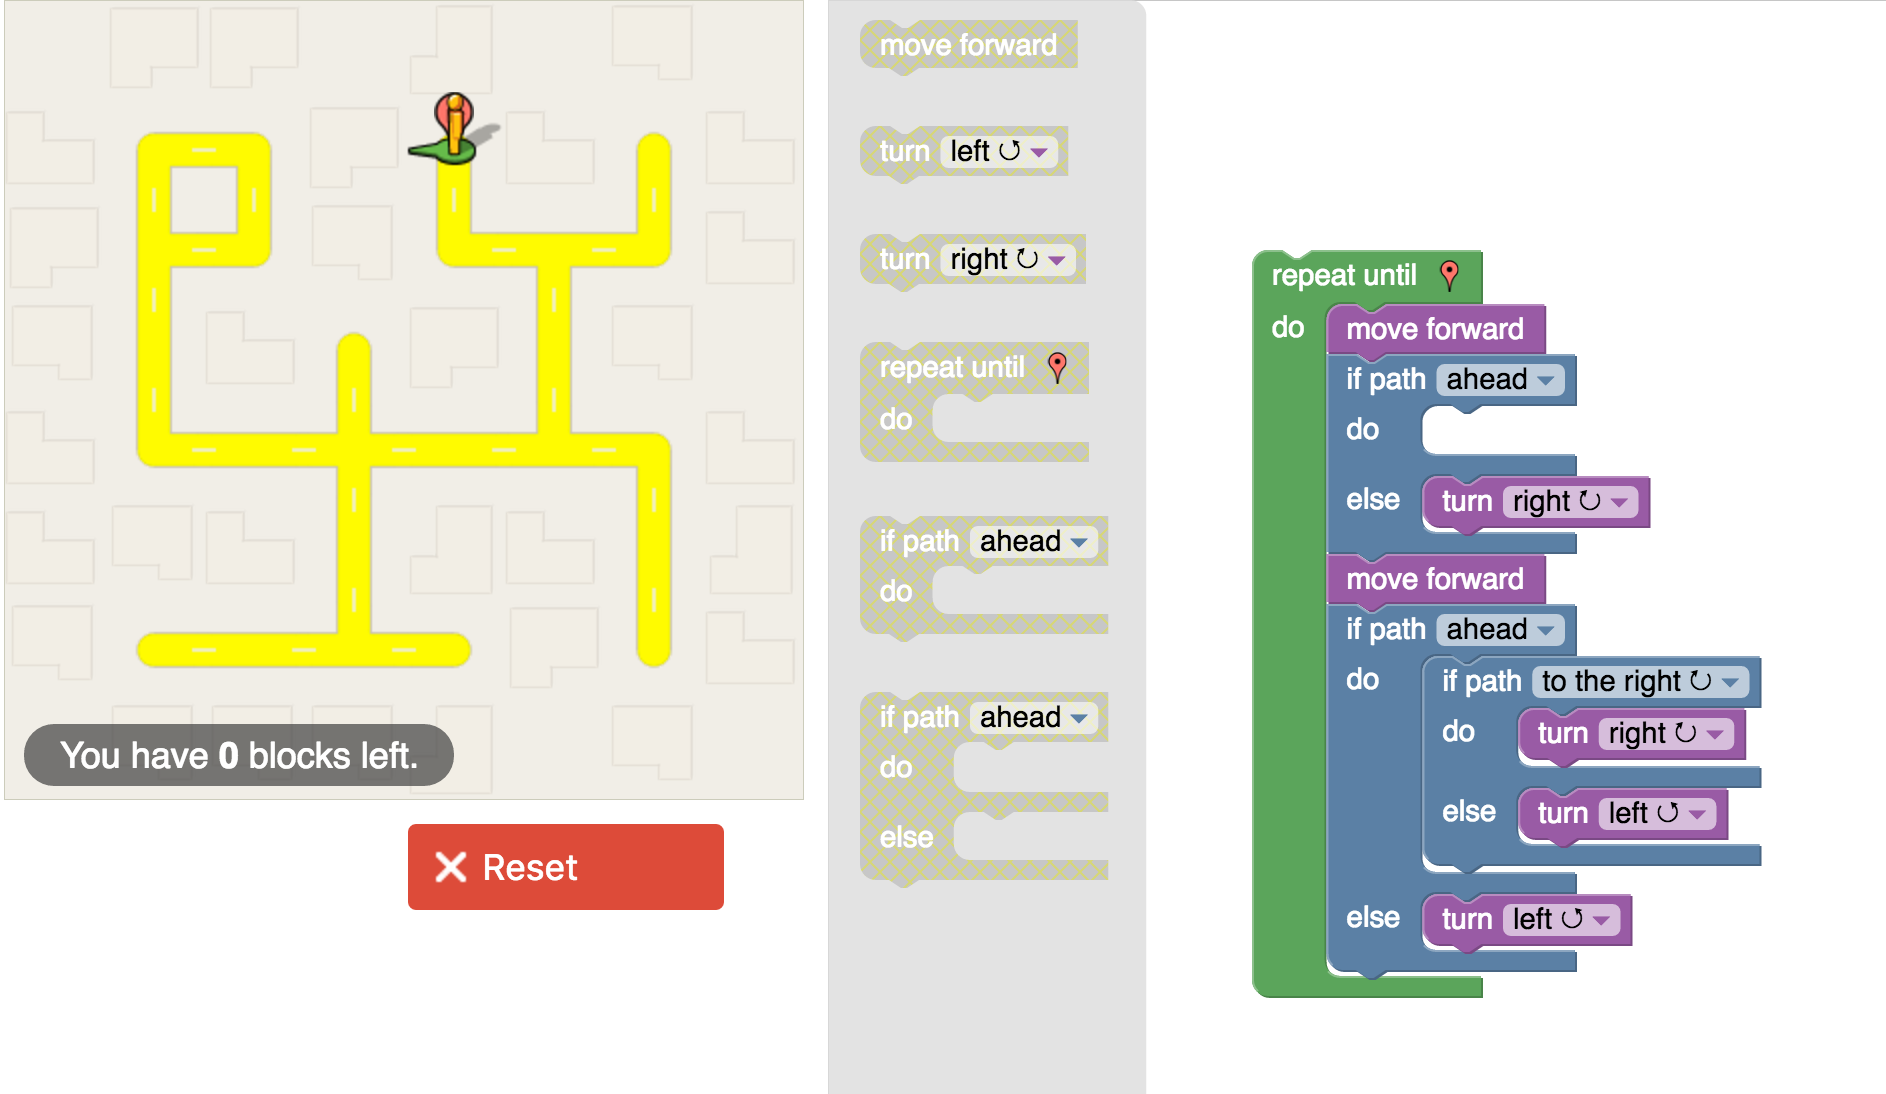 You have 0 blocks left.
Reset
move forward
turn left
turn right
repeat until
do
if path ahead
do
if path ahead
do
else
repeat until
do
move forward
if path ahead
do
else
turn right
move forward
if path ahead
do
if path to the right
do
turn right
else
turn left
else
turn left